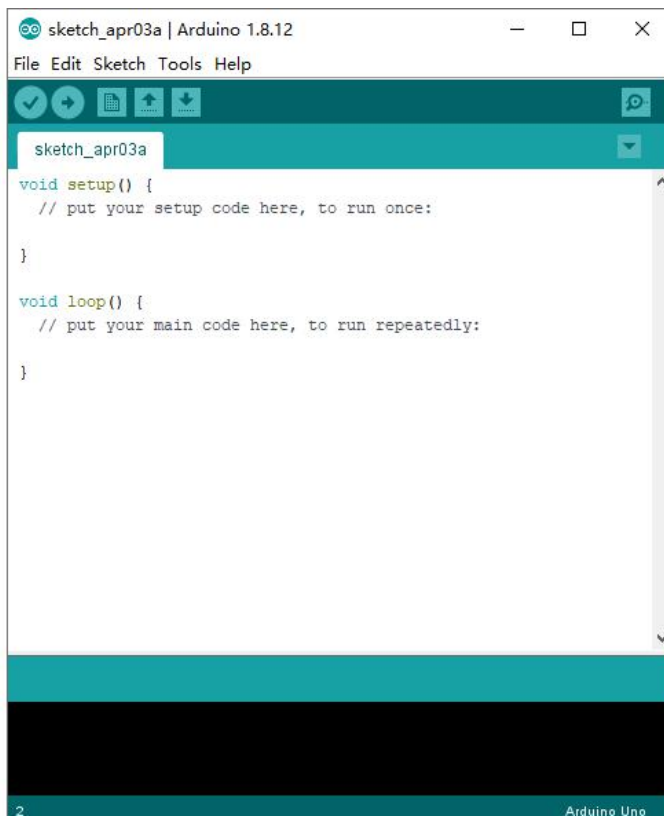 sketch_apr03a | Arduino 1.8.12
File Edit Sketch Tools Help
sketch_apr03a
void setup() {
  // put your setup code here, to run once:
}
void loop() {
  // put your main code here, to run repeatedly:
}
2 Arduino Uno